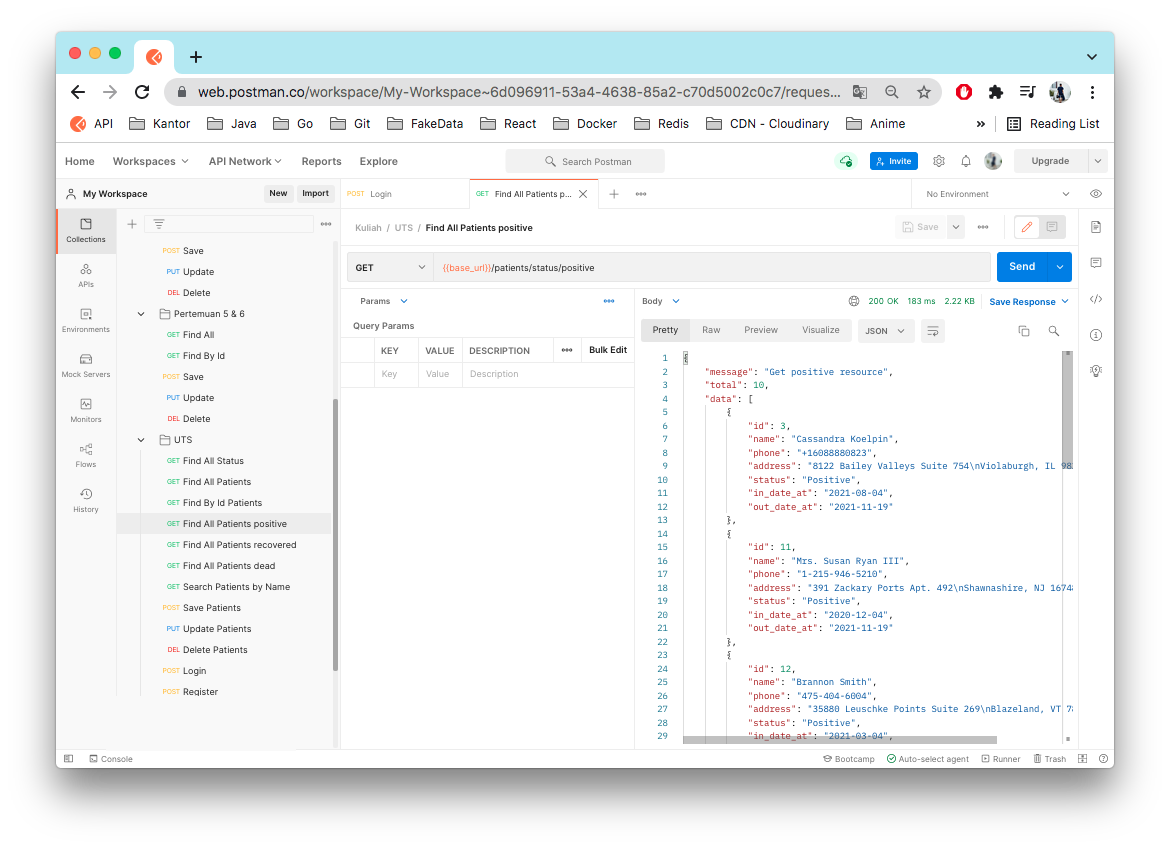 web.postman.co/workspace/My-Workspace~6d096911-53a4-4638-85a2-c70d5002c0c7/reques...
API Kantor Java Go Git FakeData React Docker Redis CDN - Cloudinary Anime » Reading List
Home Workspaces API Network Reports Explore Search Postman Invite Upgrade
My Workspace New Import POST Login GET Find All Patients p... No Environment
Collections
APIs
Environments
Mock Servers
Monitors
Flows
History
POST Save
PUT Update
DEL Delete
Pertemuan 5 & 6
GET Find All
GET Find By Id
POST Save
PUT Update
DEL Delete
UTS
GET Find All Status
GET Find All Patients
GET Find By Id Patients
GET Find All Patients positive
GET Find All Patients recovered
GET Find All Patients dead
GET Search Patients by Name
POST Save Patients
PUT Update Patients
DEL Delete Patients
POST Login
POST Register
Kuliah / UTS / Find All Patients positive Save
GET {{base_url}}/patients/status/positive Send
Params
Query Params
KEY VALUE DESCRIPTION Bulk Edit
Key Value Description
Body 200 OK 183 ms 2.22 KB Save Response
Pretty Raw Preview Visualize JSON
1 {
2 "message": "Get positive resource",
3 "total": 10,
4 "data": [
5 {
6 "id": 3,
7 "name": "Cassandra Koelpin",
8 "phone": "+16088880823",
9 "address": "8122 Bailey Valleys Suite 754\nViolaburgh, IL 98
10 "status": "Positive",
11 "in_date_at": "2021-08-04",
12 "out_date_at": "2021-11-19"
13 },
14 {
15 "id": 11,
16 "name": "Mrs. Susan Ryan III",
17 "phone": "1-215-946-5210",
18 "address": "391 Zackary Ports Apt. 492\nShawnashire, NJ 16748
19 "status": "Positive",
20 "in_date_at": "2020-12-04",
21 "out_date_at": "2021-11-19"
22 },
23 {
24 "id": 12,
25 "name": "Brannon Smith",
26 "phone": "475-404-6004",
27 "address": "35880 Leuschke Points Suite 269\nBlazeland, VT 78
28 "status": "Positive",
29 "in_date_at": "2021-03-04",
Console Bootcamp Auto-select agent Runner Trash